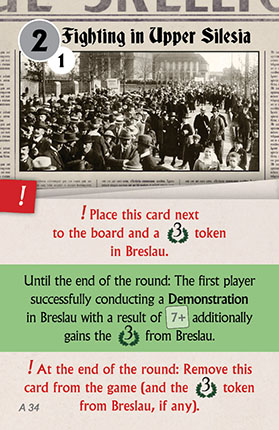 2
1
Fighting in Upper Silesia
!
! Place this card next
to the board and a 3 token
in Breslau.
Until the end of the round: The first player
successfully conducting a Demonstration
in Breslau with a result of 7+ additionally
gains the 3 from Breslau.
! At the end of the round: Remove this
card from the game (and the 3 token
from Breslau, if any).
A 34